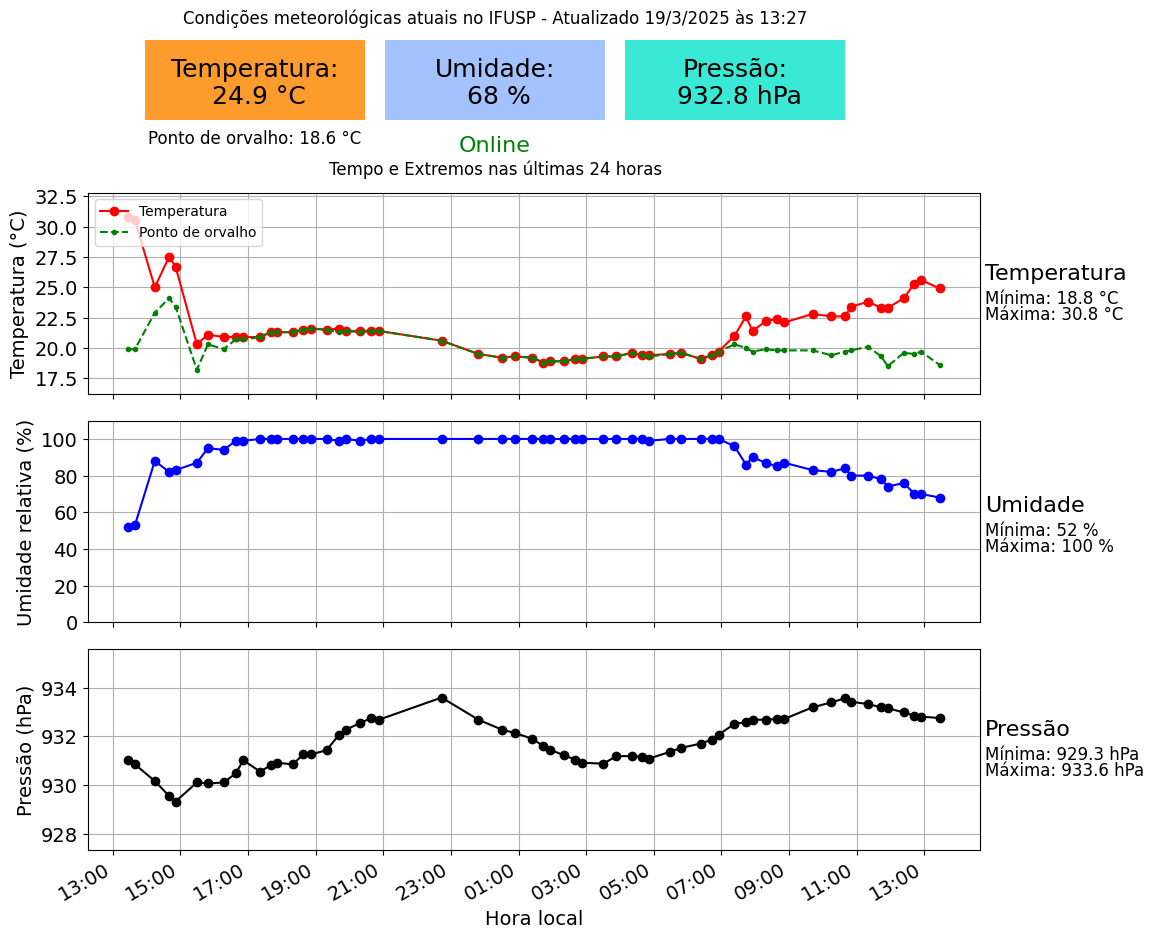 Condições meteorológicas atuais no IFUSP - Atualizado 19/3/2025 às 13:27
Temperatura:
24.9 °C
Umidade:
68 %
Pressão:
932.8 hPa
Ponto de orvalho: 18.6 °C
Online
Tempo e Extremos nas últimas 24 horas
Temperatura (°C)
32.5
30.0
27.5
25.0
22.5
20.0
17.5
Temperatura
Ponto de orvalho
Temperatura
Mínima: 18.8 °C
Máxima: 30.8 °C
Umidade relativa (%)
100
80
60
40
20
0
Umidade
Mínima: 52 %
Máxima: 100 %
Pressão (hPa)
934
932
930
928
Pressão
Mínima: 929.3 hPa
Máxima: 933.6 hPa
13:00 15:00 17:00 19:00 21:00 23:00 01:00 03:00 05:00 07:00 09:00 11:00 13:00
Hora local